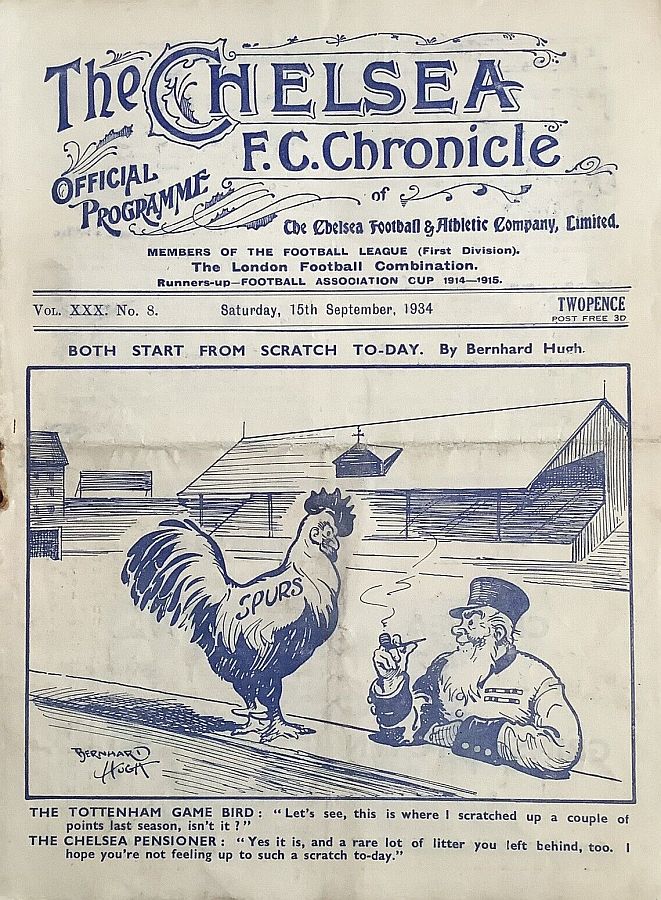 The CHELSEA
F.C. Chronicle
OFFICIAL
PROGRAMME
of
The Chelsea Football & Athletic Company, Limited.
MEMBERS OF THE FOOTBALL LEAGUE (First Division).
The London Football Combination.
Runners-up—FOOTBALL ASSOCIATION CUP 1914—1915.
VOL. XXX. No. 8. Saturday, 15th September, 1934 TWOPENCE
POST FREE 3D
BOTH START FROM SCRATCH TO-DAY. By Bernhard Hugh.
SPURS
BERNHARD
HUGH
THE TOTTENHAM GAME BIRD: "Let's see, this is where I scratched up a couple of
points last season, isn't it?"
THE CHELSEA PENSIONER: "Yes it is, and a rare lot of litter you left behind, too. I
hope you're not feeling up to such a scratch to-day."